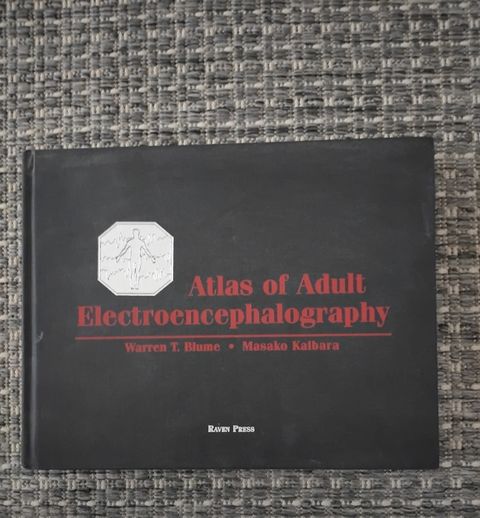 Atlas of Adult
Electroencephalography
Warren T. Blume • Masako Kaibara
RAVEN PRESS